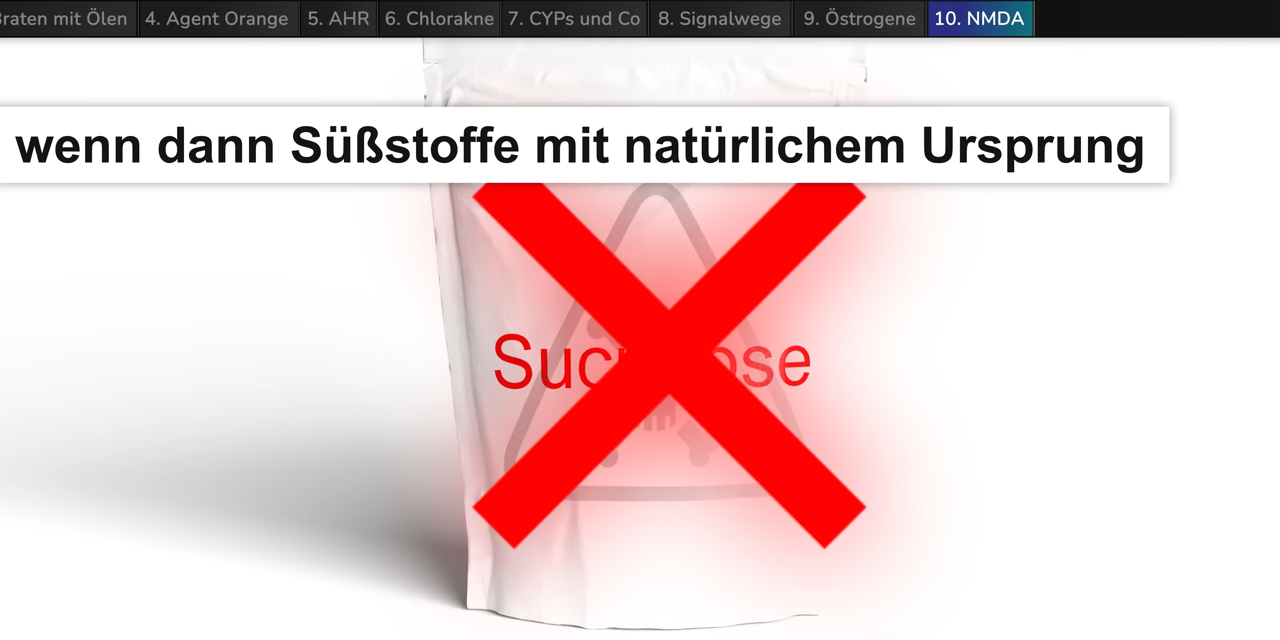 raten mit Ölen 4. Agent Orange 5. AHR 6. Chlorakne 7. CYPs und Co 8. Signalwege 9. Östrogene 10. NMDA
wenn dann Süßstoffe mit natürlichem Ursprung